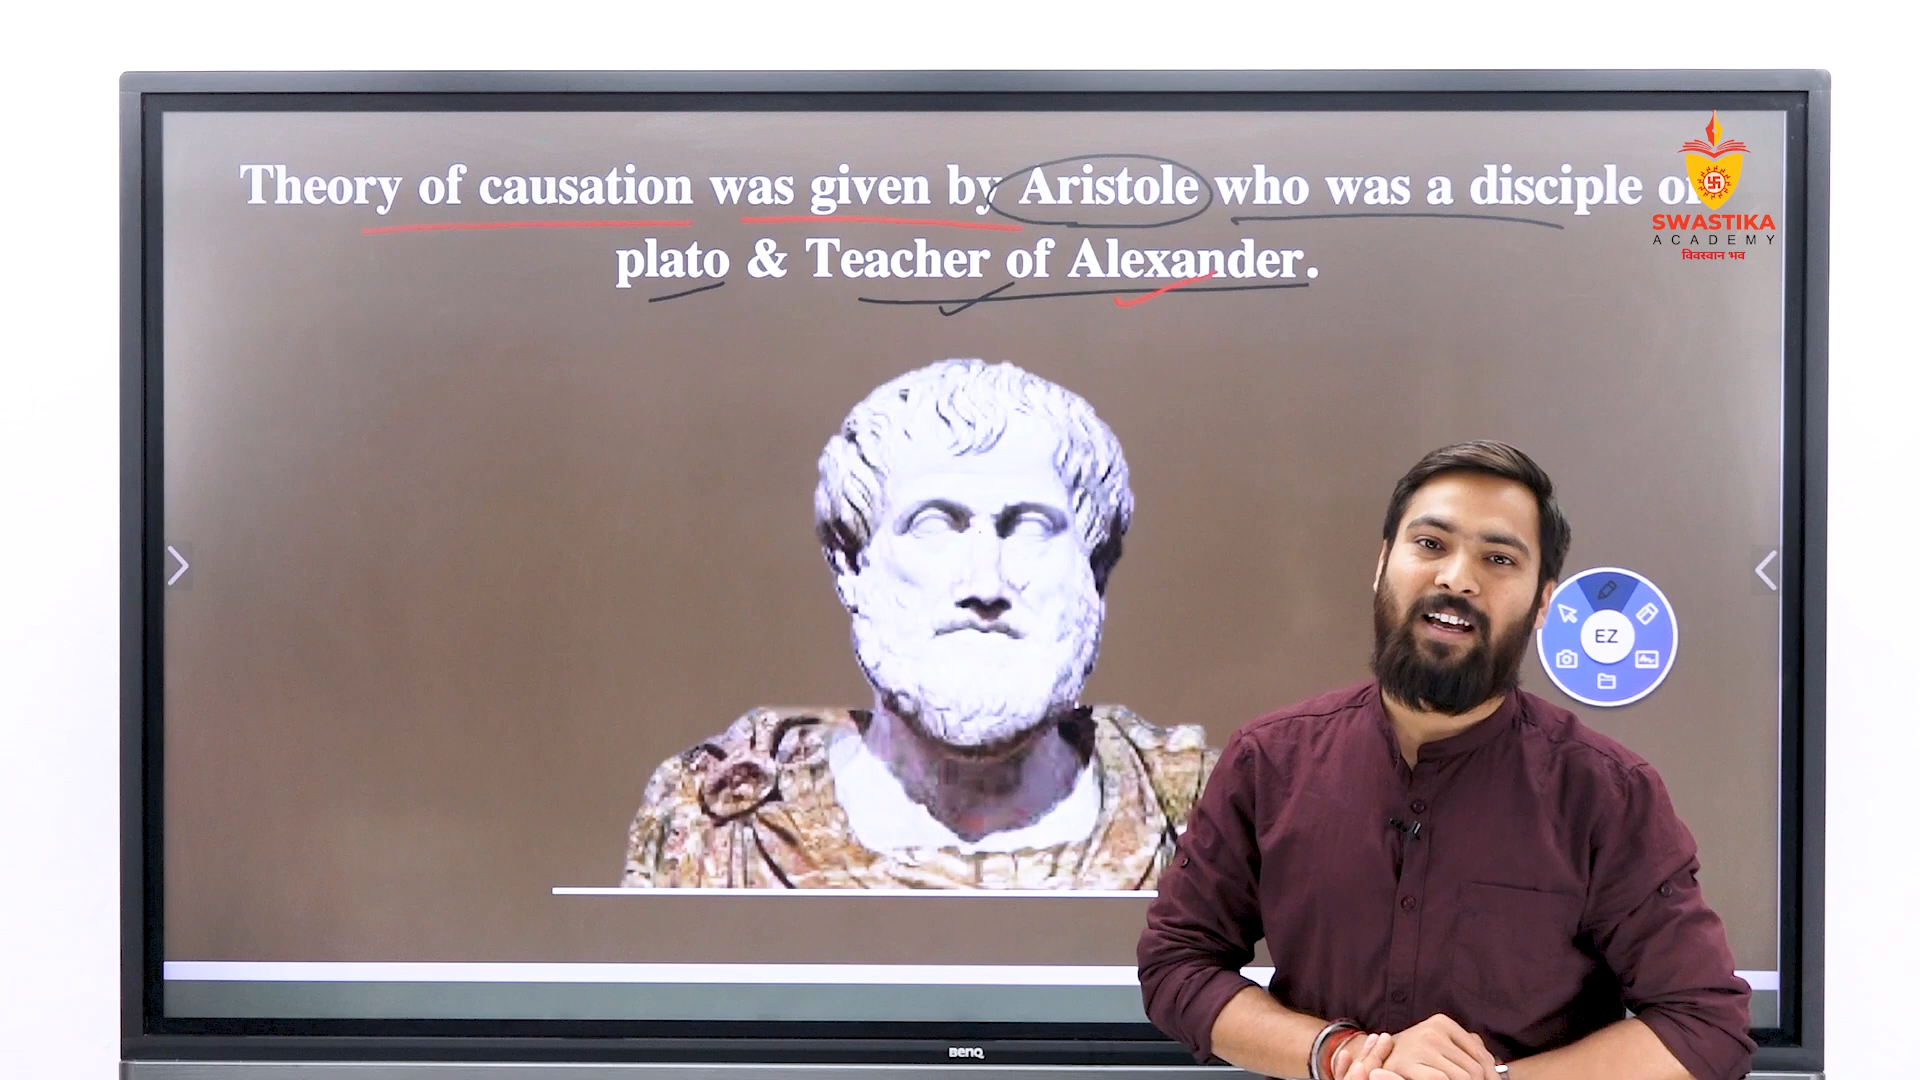 Theory of causation was given by Aristole who was a disciple of
plato & Teacher of Alexander.
SWASTIKA
ACADEMY
विवस्वान भव
EZ
BenQ